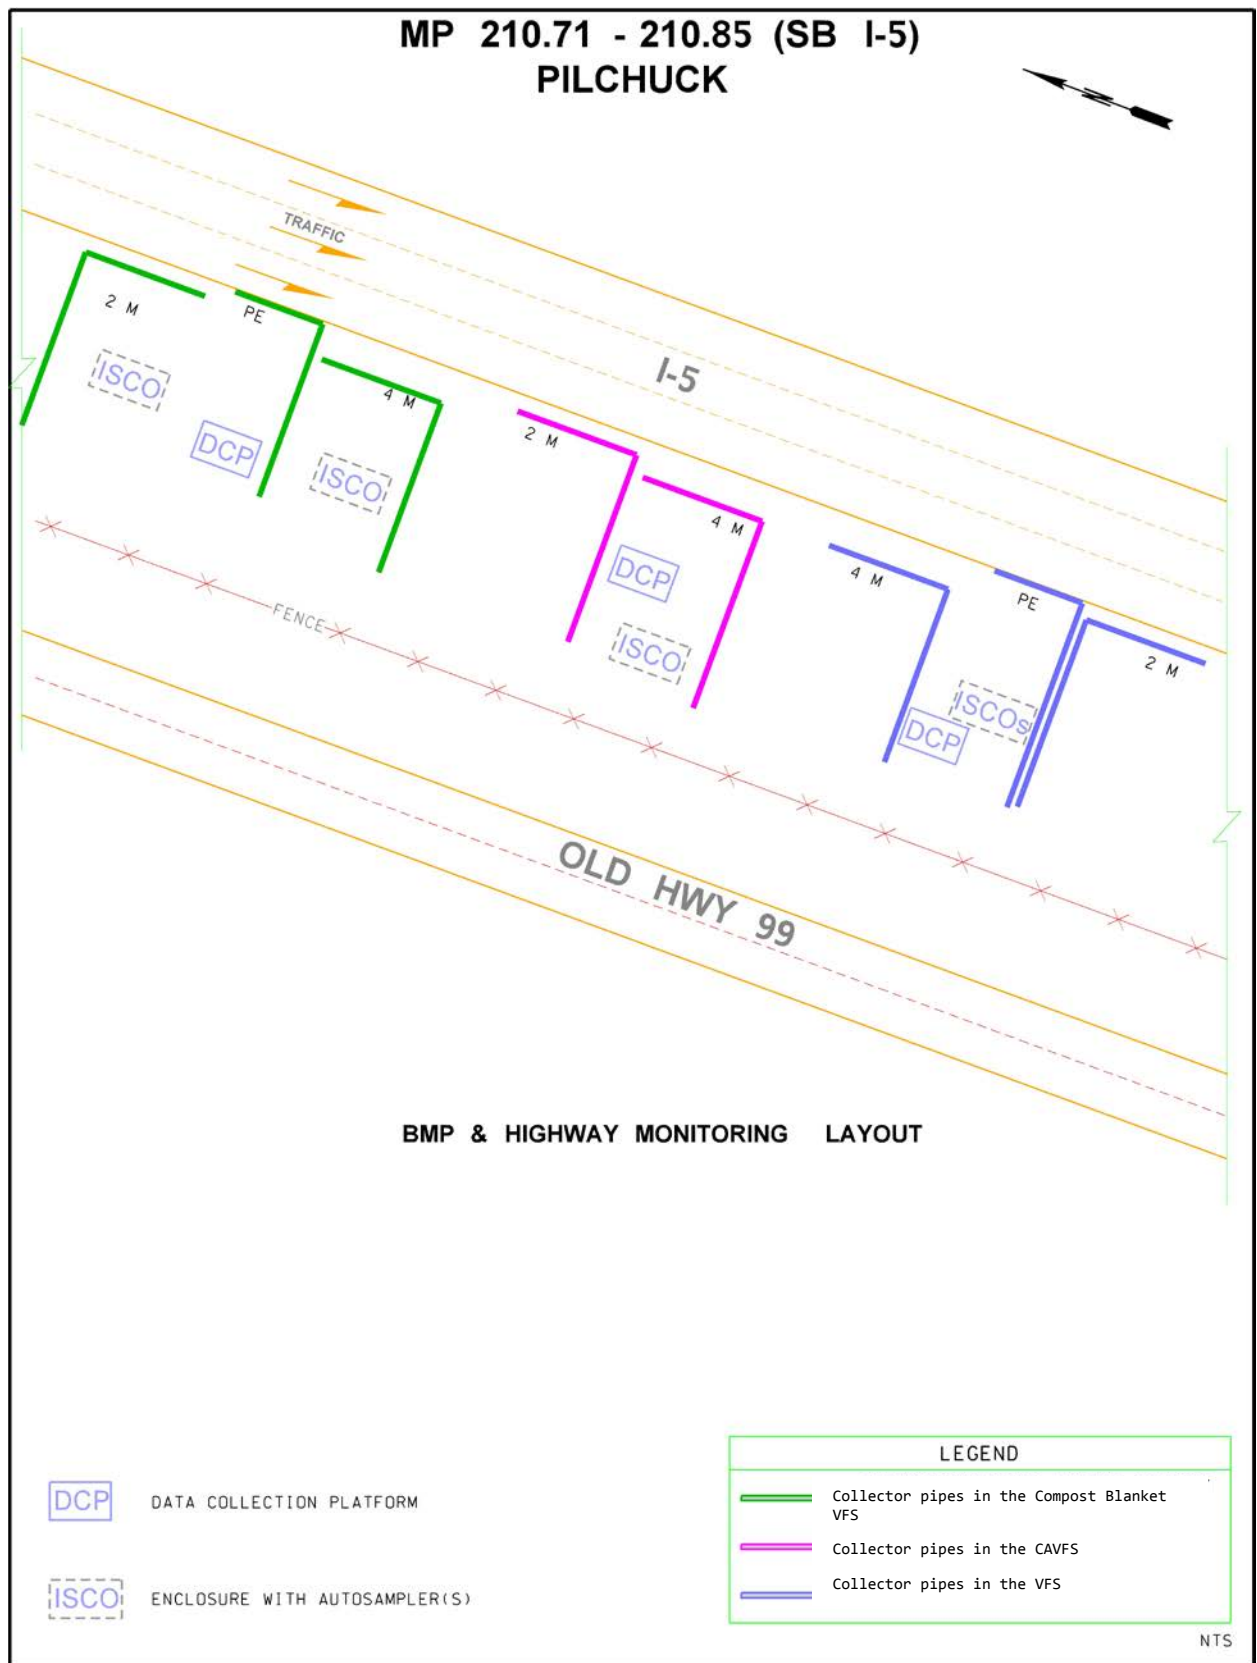 MP 210.71 - 210.85 (SB I-5)
PILCHUCK
N
TRAFFIC
2 M
PE
I-5
ISCO
4 M
DCP
2 M
ISCO
4 M
DCP
4 M
PE
FENCE
ISCO
2 M
ISCOs
DCP
OLD HWY 99
BMP & HIGHWAY MONITORING LAYOUT
LEGEND
DCP DATA COLLECTION PLATFORM
Collector pipes in the Compost Blanket
VFS
Collector pipes in the CAVFS
Collector pipes in the VFS
ISCO ENCLOSURE WITH AUTOSAMPLER(S)
NTS